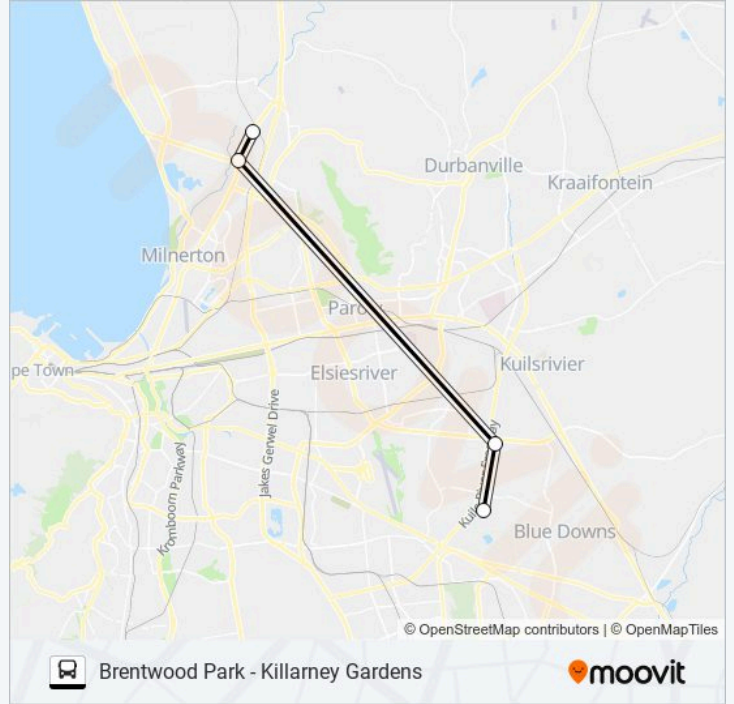 Durbanville
Kraaifontein
Milnerton
Parow
pe Town
Elsiesriver
Kuilsrivier
Jakes Gerwel Drive
Kromboom Parkway
Blue Downs
© OpenStreetMap contributors | © OpenMapTiles
Brentwood Park - Killarney Gardens
moovit